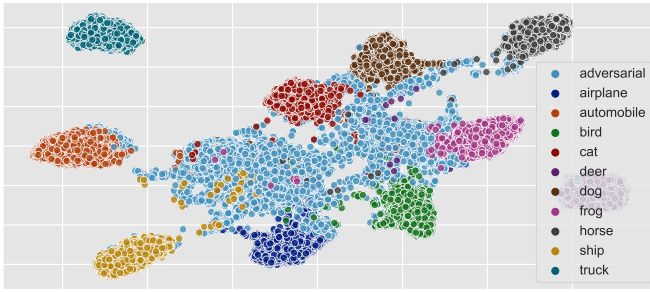 adversarial
airplane
automobile
bird
cat
deer
dog
frog
horse
ship
truck